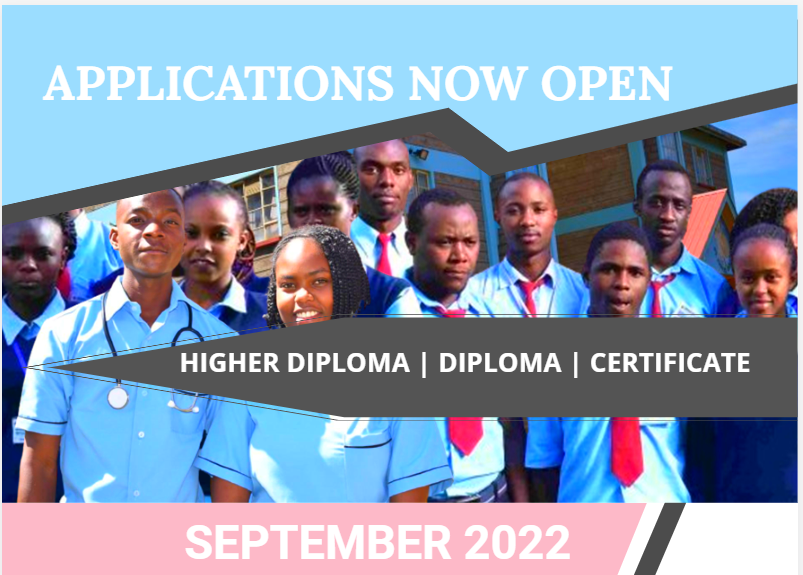 APPLICATIONS NOW OPEN
HIGHER DIPLOMA | DIPLOMA | CERTIFICATE
SEPTEMBER 2022